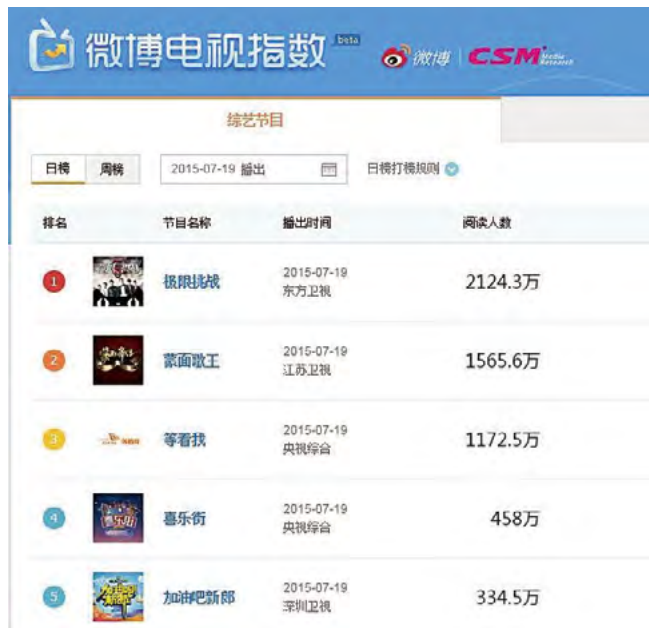 微博电视指数 beta 微博 CSM Media Research
综艺节目
日榜 周榜 2015-07-19 播出 日榜打榜规则
排名 节目名称 播出时间 阅读人数
1 极限挑战 2015-07-19 2124.3万
东方卫视
2 蒙面歌王 2015-07-19 1565.6万
江苏卫视
3 等着我 2015-07-19 1172.5万
央视综合
4 喜乐街 2015-07-19 458万
央视综合
5 加油吧新郎 2015-07-19 334.5万
深圳卫视